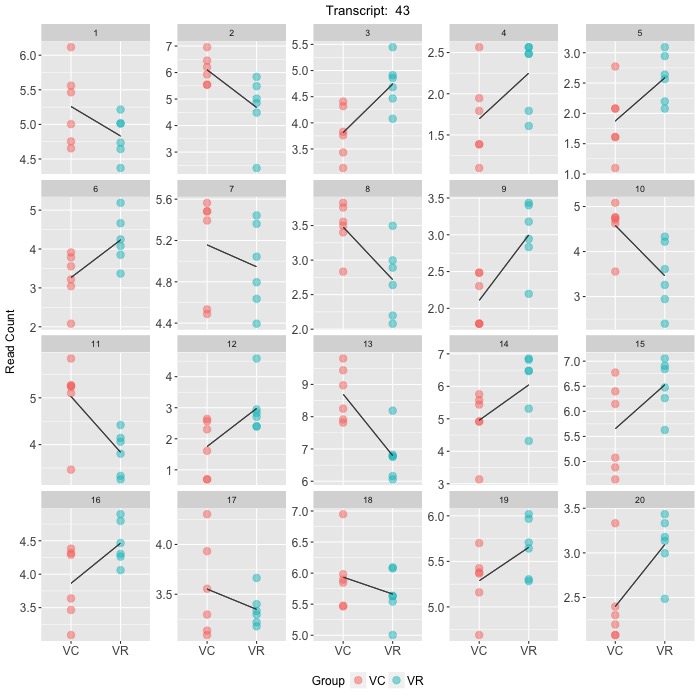 Transcript: 43
1 2 3 4 5
6.0 7 5.5 2.5 3.0
5.5 6 5.0 2.0 2.5
5.0 5 4.5 1.5 2.0
4.5 4 4.0 1.5
3 3.5 1.0
6 7 8 9 10
5 5.6 3.5 3.5 5
4 5.2 3.0 3.0 4
3 4.8 2.5 2.5 3
2 4.4 2.0 2.0
Read Count
11 12 13 14 15
5 4 9 7 7.0
4 3 8 6 6.5
2 7 5 6.0
1 6 4 5.5
3 5.0
16 17 18 19 20
4.5 4.0 7.0 6.0 3.5
4.0 3.5 6.5 5.5 3.0
3.5 6.0 5.0 2.5
5.5
5.0
VC VR VC VR VC VR VC VR VC VR
Group VC VR